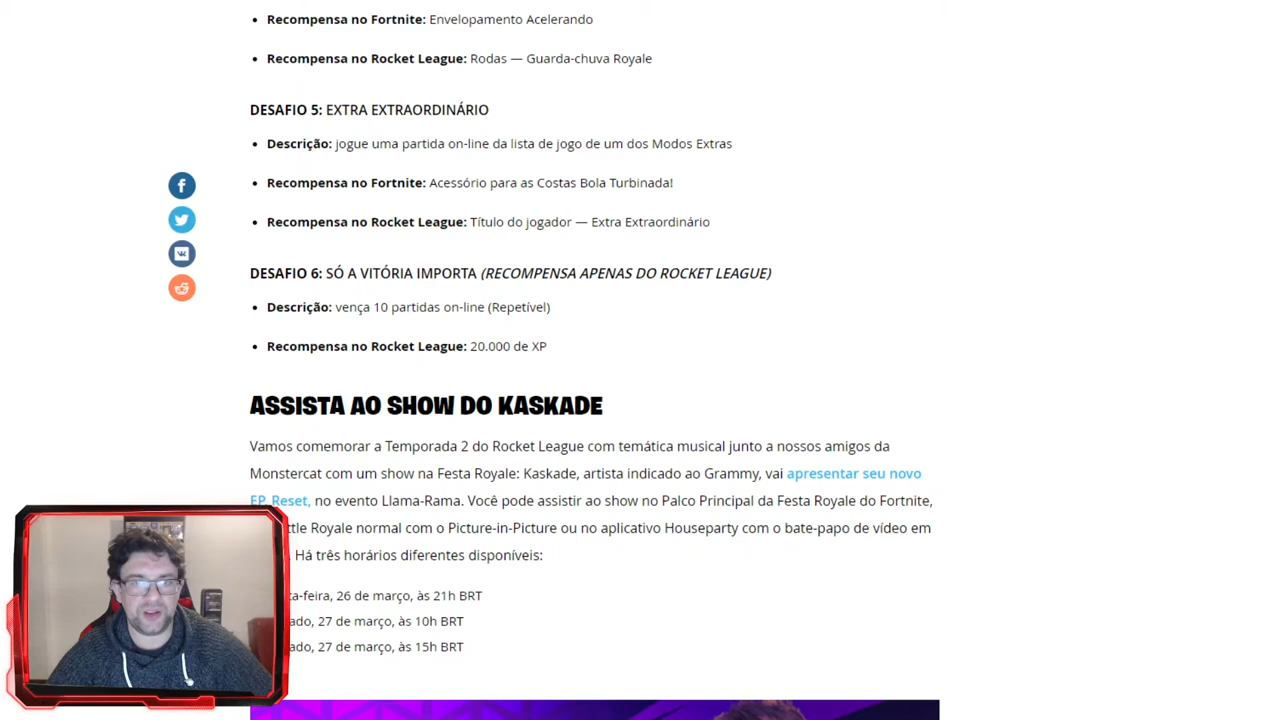 Recompensa no Fortnite: Envelopamento Acelerando
Recompensa no Rocket League: Rodas — Guarda-chuva Royale
DESAFIO 5: EXTRA EXTRAORDINÁRIO
Descrição: jogue uma partida on-line da lista de jogo de um dos Modos Extras
Recompensa no Fortnite: Acessório para as Costas Bola Turbinada!
Recompensa no Rocket League: Título do jogador — Extra Extraordinário
DESAFIO 6: SÓ A VITÓRIA IMPORTA (RECOMPENSA APENAS DO ROCKET LEAGUE)
Descrição: vença 10 partidas on-line (Repetível)
Recompensa no Rocket League: 20.000 de XP
ASSISTA AO SHOW DO KASKADE
Vamos comemorar a Temporada 2 do Rocket League com temática musical junto a nossos amigos da
Monstercat com um show na Festa Royale: Kaskade, artista indicado ao Grammy, vai apresentar seu novo
EP, Reset, no evento Llama-Rama. Você pode assistir ao show no Palco Principal da Festa Royale do Fortnite,
Royale normal com o Picture-in-Picture ou no aplicativo Houseparty com o bate-papo de vídeo em
Há três horários diferentes disponíveis:
ta-feira, 26 de março, às 21h BRT
ado, 27 de março, às 10h BRT
ado, 27 de março, às 15h BRT